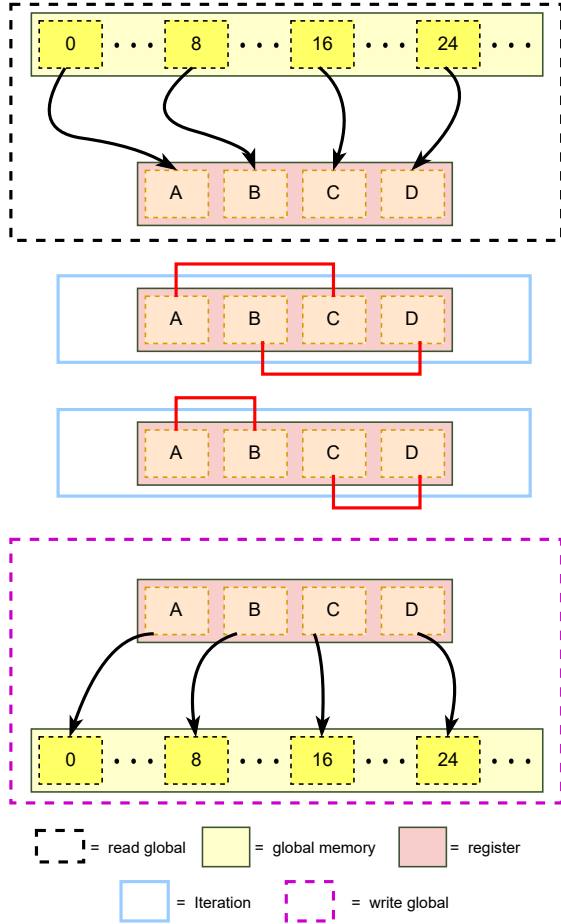 0 • • • 8 • • • 16 • • • 24 • • •
A B C D
A B C D
A B C D
A B C D
0 • • • 8 • • • 16 • • • 24 • • •
= read global = global memory = register
= Iteration = write global